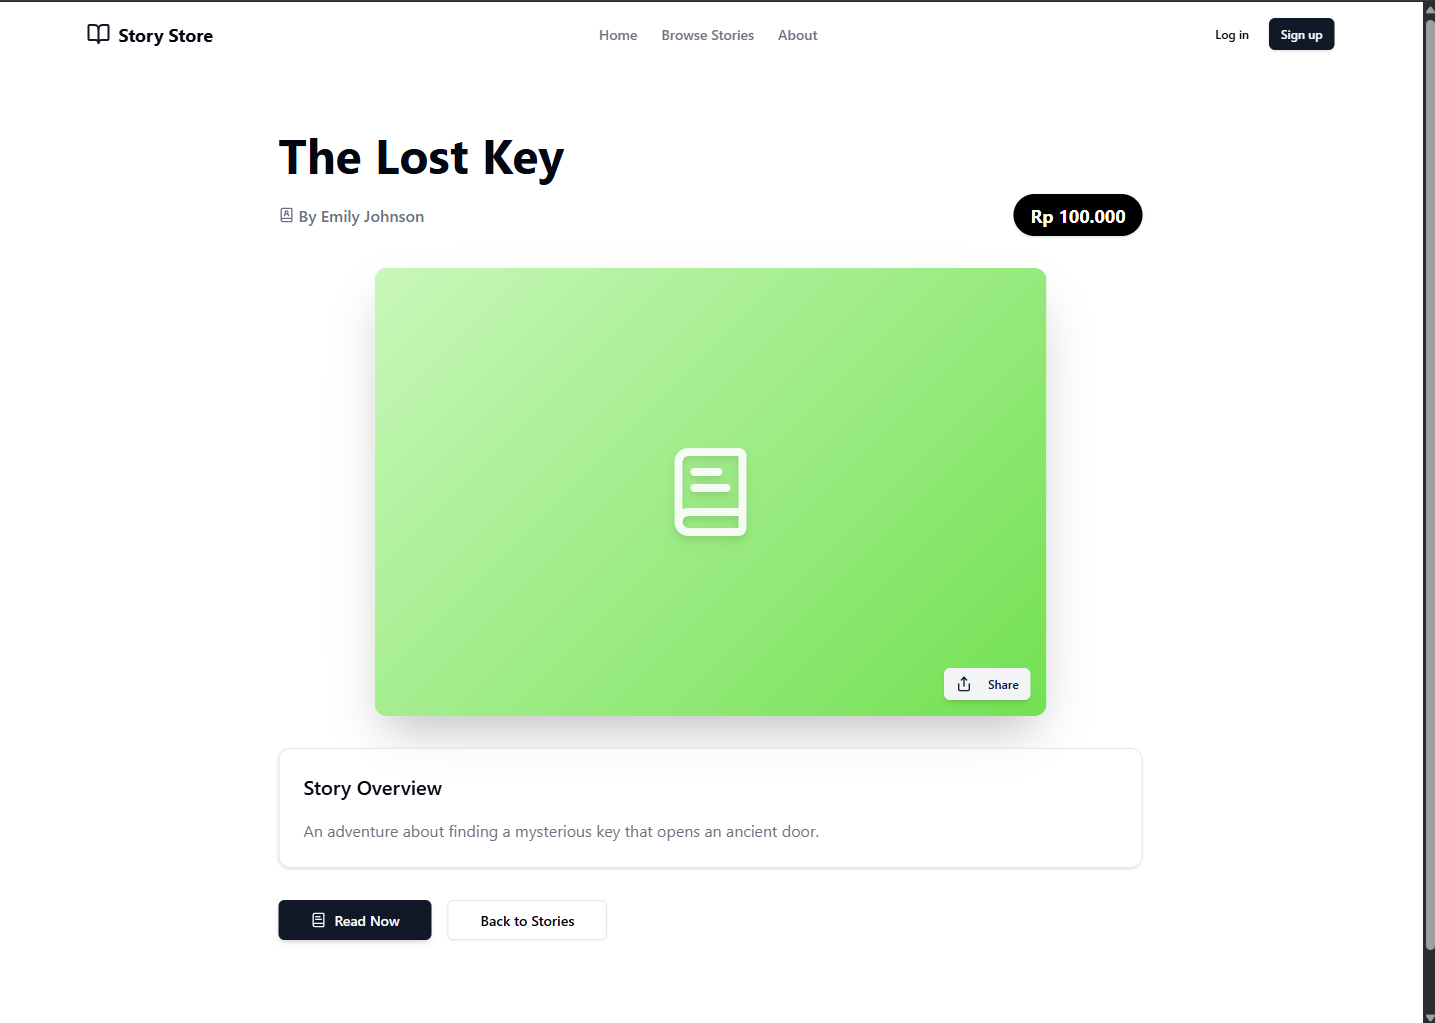 Story Store
Home
Browse Stories
About
Log in
Sign up
The Lost Key
By Emily Johnson
Rp 100.000
Share
Story Overview
An adventure about finding a mysterious key that opens an ancient door.
Read Now
Back to Stories